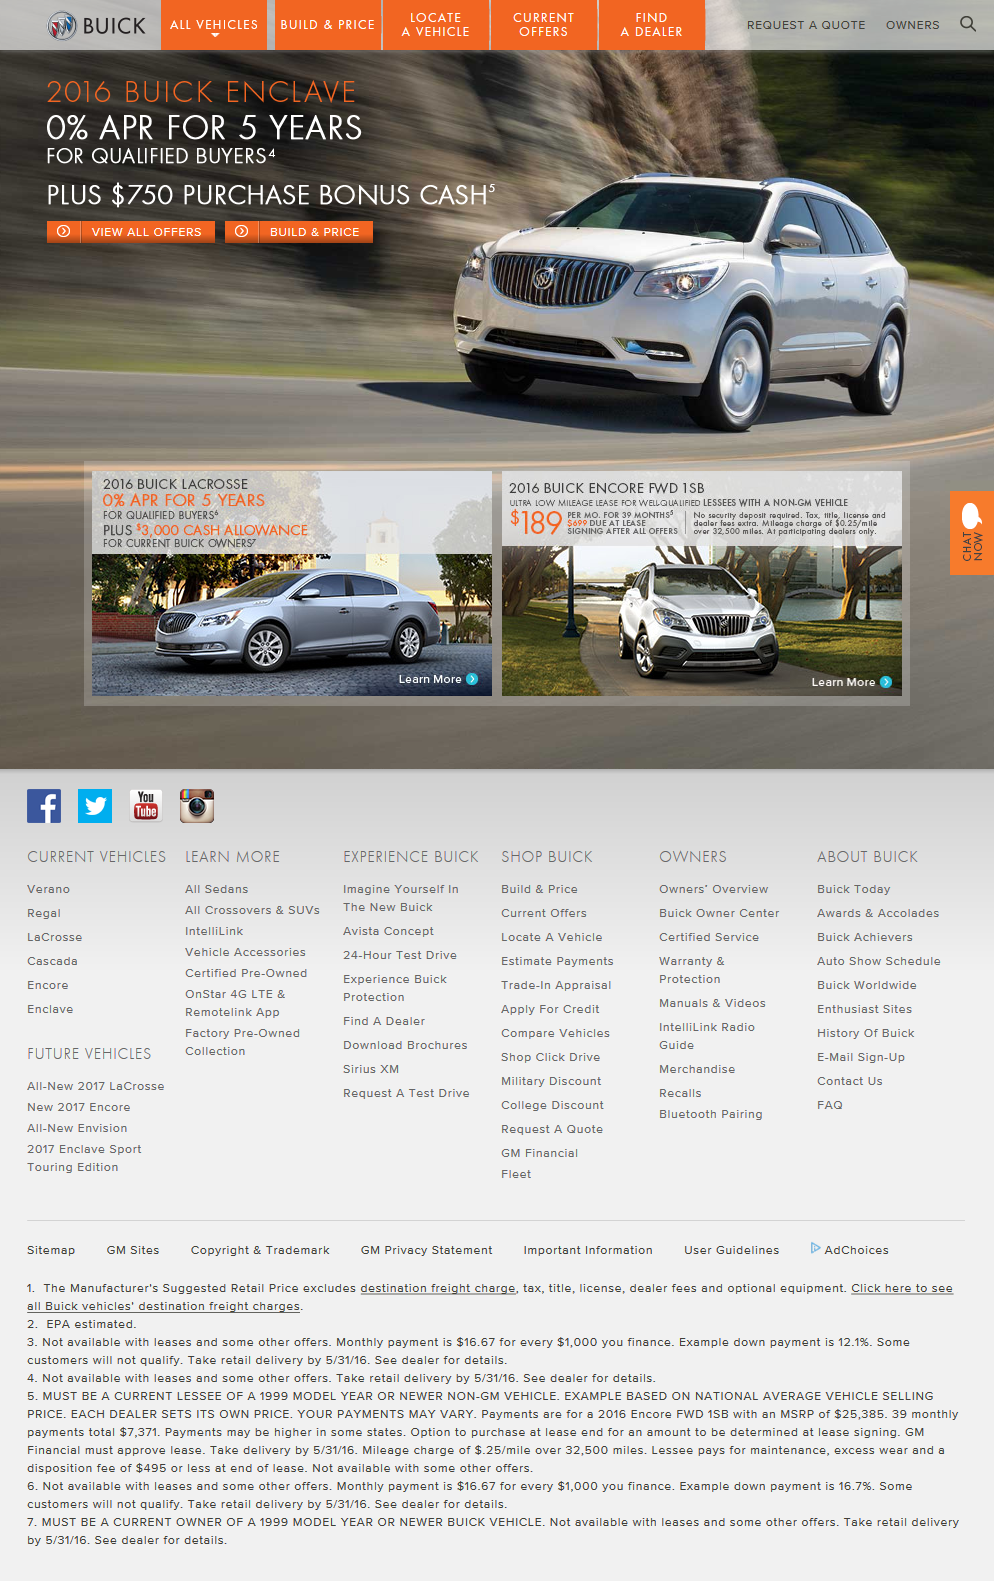 BUICK
ALL VEHICLES
BUILD & PRICE
LOCATE
A VEHICLE
CURRENT
OFFERS
FIND
A DEALER
REQUEST A QUOTE
OWNERS
2016 BUICK ENCLAVE
0% APR FOR 5 YEARS
FOR QUALIFIED BUYERS⁴
PLUS $750 PURCHASE BONUS CASH⁵
VIEW ALL OFFERS
BUILD & PRICE
2016 BUICK LACROSSE
0% APR FOR 5 YEARS
FOR QUALIFIED BUYERS⁶
PLUS $3,000 CASH ALLOWANCE
FOR CURRENT BUICK OWNERS⁷
Learn More
2016 BUICK ENCORE FWD 1SB
ULTRA LOW MILEAGE LEASE FOR WELL-QUALIFIED LESSEES WITH A NON-GM VEHICLE
$189
PER MO. FOR 39 MONTHS⁵
$699 DUE AT LEASE
SIGNING AFTER ALL OFFERS
No security deposit required. Tax, title, license and
dealer fees extra. Mileage charge of $0.25/mile
over 32,500 miles. At participating dealers only.
Learn More
CHAT
NOW
You
Tube
CURRENT VEHICLES
Verano
Regal
LaCrosse
Cascada
Encore
Enclave
FUTURE VEHICLES
All-New 2017 LaCrosse
New 2017 Encore
All-New Envision
2017 Enclave Sport
Touring Edition
LEARN MORE
All Sedans
All Crossovers & SUVs
IntelliLink
Vehicle Accessories
Certified Pre-Owned
OnStar 4G LTE &
Remotelink App
Factory Pre-Owned
Collection
EXPERIENCE BUICK
Imagine Yourself In
The New Buick
Avista Concept
24-Hour Test Drive
Experience Buick
Protection
Find A Dealer
Download Brochures
Sirius XM
Request A Test Drive
SHOP BUICK
Build & Price
Current Offers
Locate A Vehicle
Estimate Payments
Trade-In Appraisal
Apply For Credit
Compare Vehicles
Shop Click Drive
Military Discount
College Discount
Request A Quote
GM Financial
Fleet
OWNERS
Owners' Overview
Buick Owner Center
Certified Service
Warranty &
Protection
Manuals & Videos
IntelliLink Radio
Guide
Merchandise
Recalls
Bluetooth Pairing
ABOUT BUICK
Buick Today
Awards & Accolades
Buick Achievers
Auto Show Schedule
Buick Worldwide
Enthusiast Sites
History Of Buick
E-Mail Sign-Up
Contact Us
FAQ
Sitemap
GM Sites
Copyright & Trademark
GM Privacy Statement
Important Information
User Guidelines
AdChoices
1. The Manufacturer's Suggested Retail Price excludes destination freight charge, tax, title, license, dealer fees and optional equipment. Click here to see
all Buick vehicles' destination freight charges.
2. EPA estimated.
3. Not available with leases and some other offers. Monthly payment is $16.67 for every $1,000 you finance. Example down payment is 12.1%. Some
customers will not qualify. Take retail delivery by 5/31/16. See dealer for details.
4. Not available with leases and some other offers. Take retail delivery by 5/31/16. See dealer for details.
5. MUST BE A CURRENT LESSEE OF A 1999 MODEL YEAR OR NEWER NON-GM VEHICLE. EXAMPLE BASED ON NATIONAL AVERAGE VEHICLE SELLING
PRICE. EACH DEALER SETS ITS OWN PRICE. YOUR PAYMENTS MAY VARY. Payments are for a 2016 Encore FWD 1SB with an MSRP of $25,385. 39 monthly
payments total $7,371. Payments may be higher in some states. Option to purchase at lease end for an amount to be determined at lease signing. GM
Financial must approve lease. Take delivery by 5/31/16. Mileage charge of $.25/mile over 32,500 miles. Lessee pays for maintenance, excess wear and a
disposition fee of $495 or less at end of lease. Not available with some other offers.
6. Not available with leases and some other offers. Monthly payment is $16.67 for every $1,000 you finance. Example down payment is 16.7%. Some
customers will not qualify. Take retail delivery by 5/31/16. See dealer for details.
7. MUST BE A CURRENT OWNER OF A 1999 MODEL YEAR OR NEWER BUICK VEHICLE. Not available with leases and some other offers. Take retail delivery
by 5/31/16. See dealer for details.